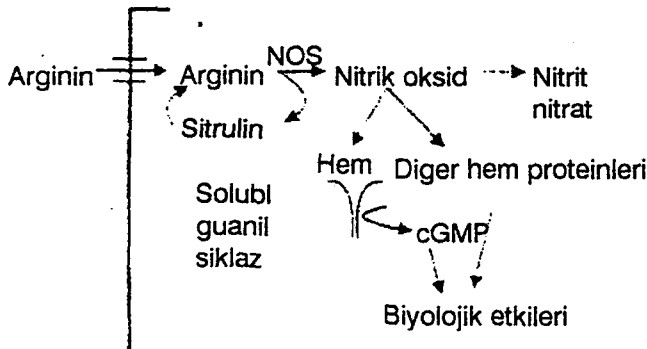 NOS
Arginin Arginin Nitrik oksid Nitrit
nitrat
Sitrulin
Hem Diger hem proteinleri
Solubl
guanil
siklaz
cGMP
Biyolojik etkileri